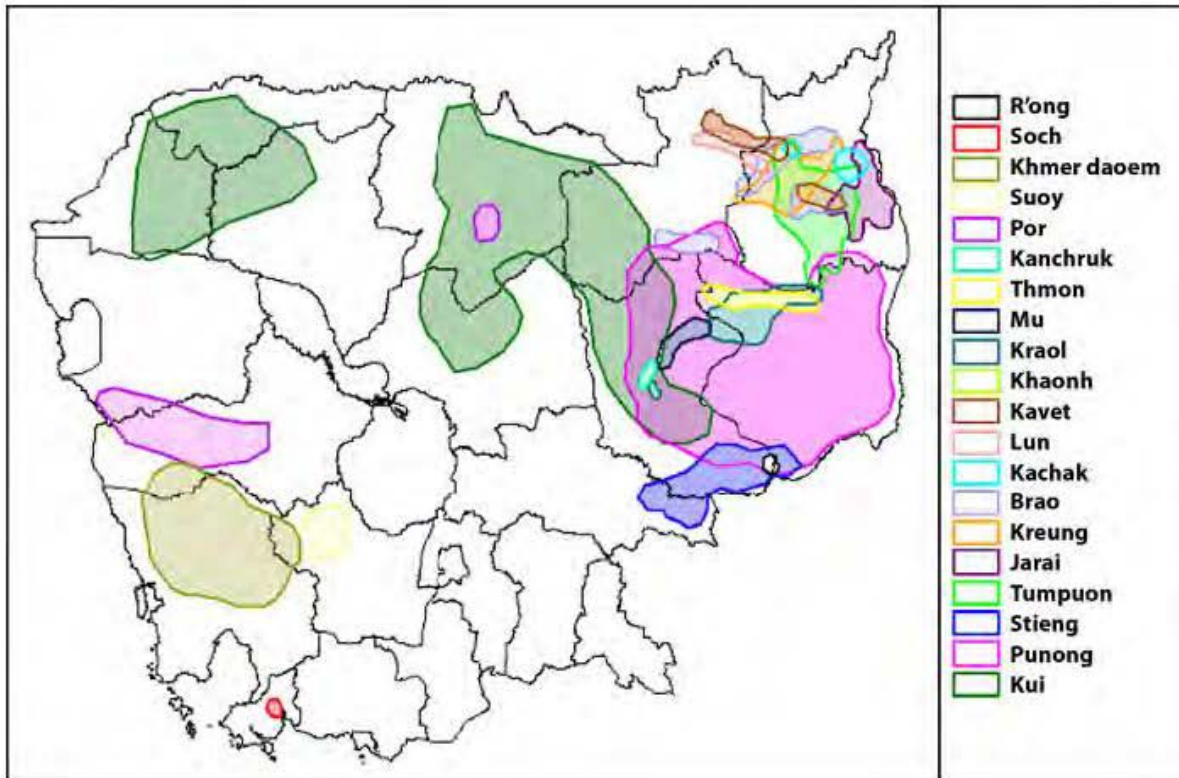 R'ong
Soch
Khmer daoem
Suoy
Por
Kanchruk
Thmon
Mu
Kraol
Khaonh
Kavet
Lun
Kachak
Brao
Kreung
Jarai
Tumpuon
Stieng
Punong
Kui